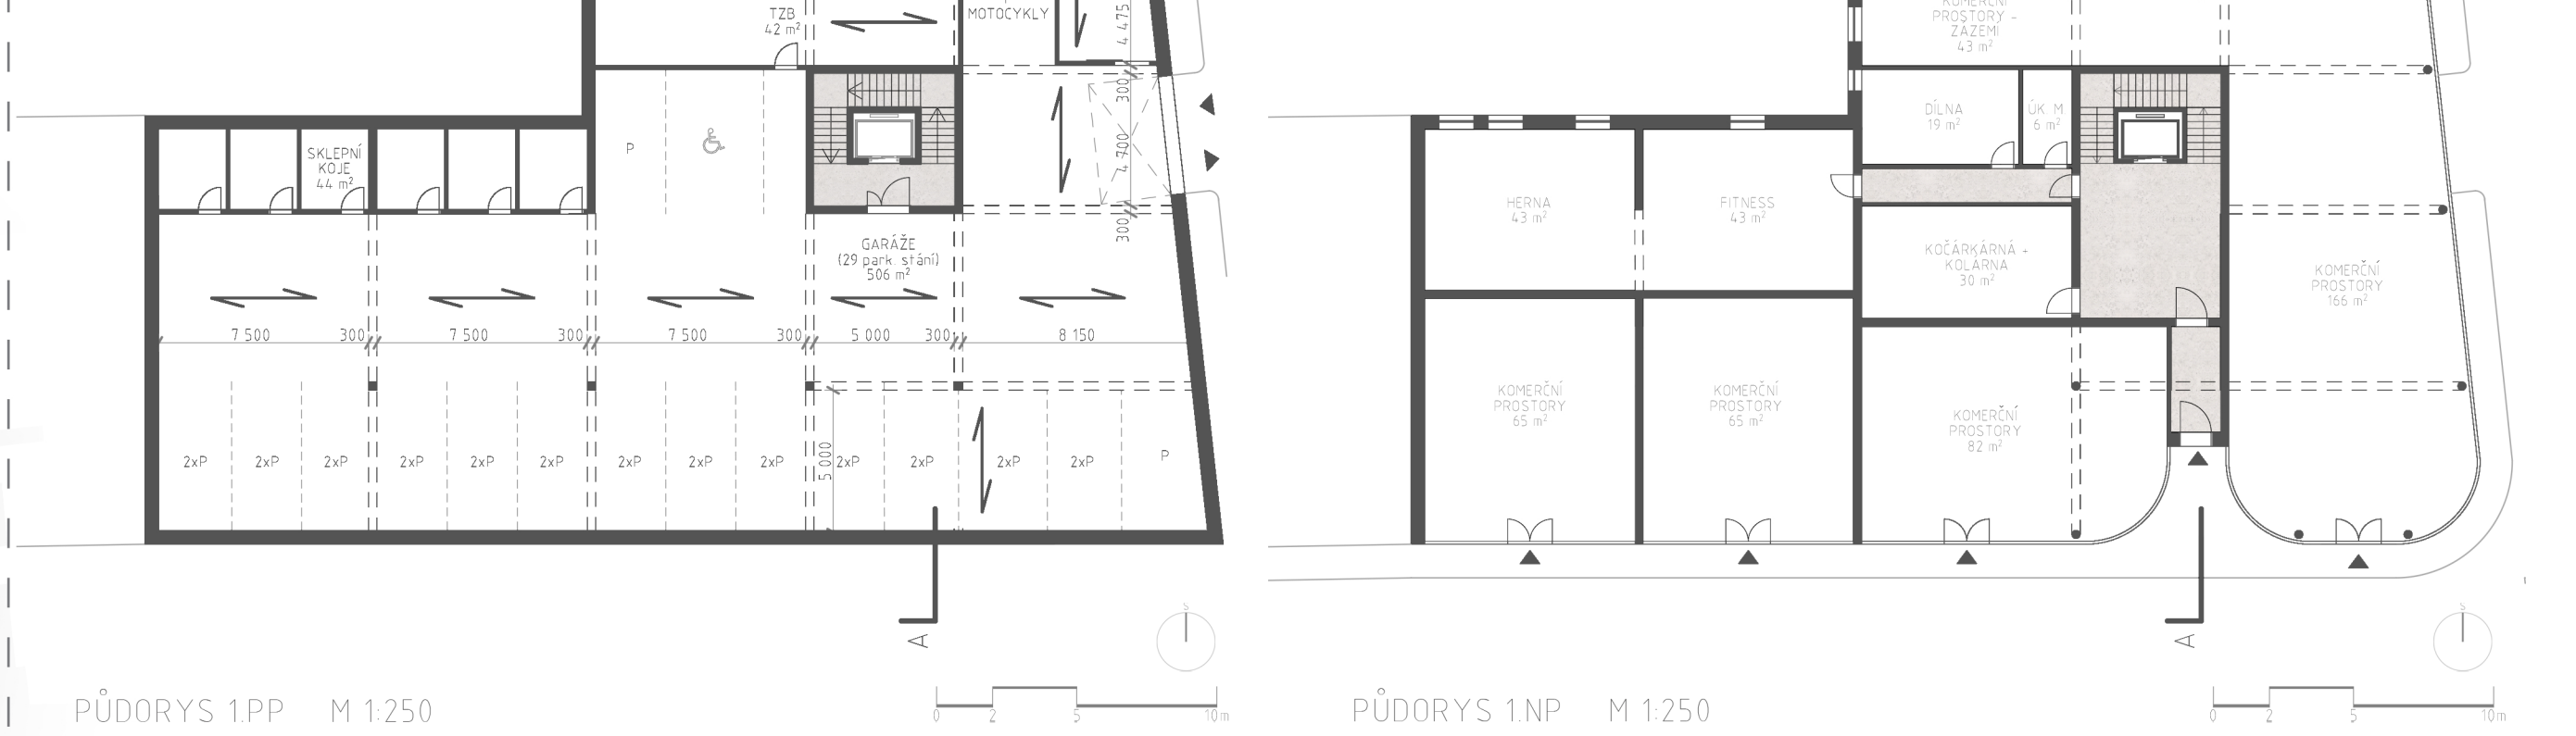 TZB
42 m²
MOTOCYKLY
4 475
SKLEPNÍ
KOJE
44 m²
P
300
4 700
300
GARÁŽE
(29 park. stání)
506 m²
7 500
300
7 500
300
7 500
300
5 000
300
8 150
5 000
2xP
2xP
2xP
2xP
2xP
2xP
2xP
2xP
2xP
2xP
2xP
2xP
2xP
P
A
S
PŮDORYS 1.PP M 1:250
0 2 5 10 m
KOMERČNÍ
PROSTORY -
ZÁZEMÍ
43 m²
DÍLNA
19 m²
ÚK. M
6 m²
HERNA
43 m²
FITNESS
43 m²
KOČÁRKÁRNA +
KOLÁRNA
30 m²
KOMERČNÍ
PROSTORY
166 m²
KOMERČNÍ
PROSTORY
65 m²
KOMERČNÍ
PROSTORY
65 m²
KOMERČNÍ
PROSTORY
82 m²
A
S
PŮDORYS 1.NP M 1:250
0 2 5 10 m